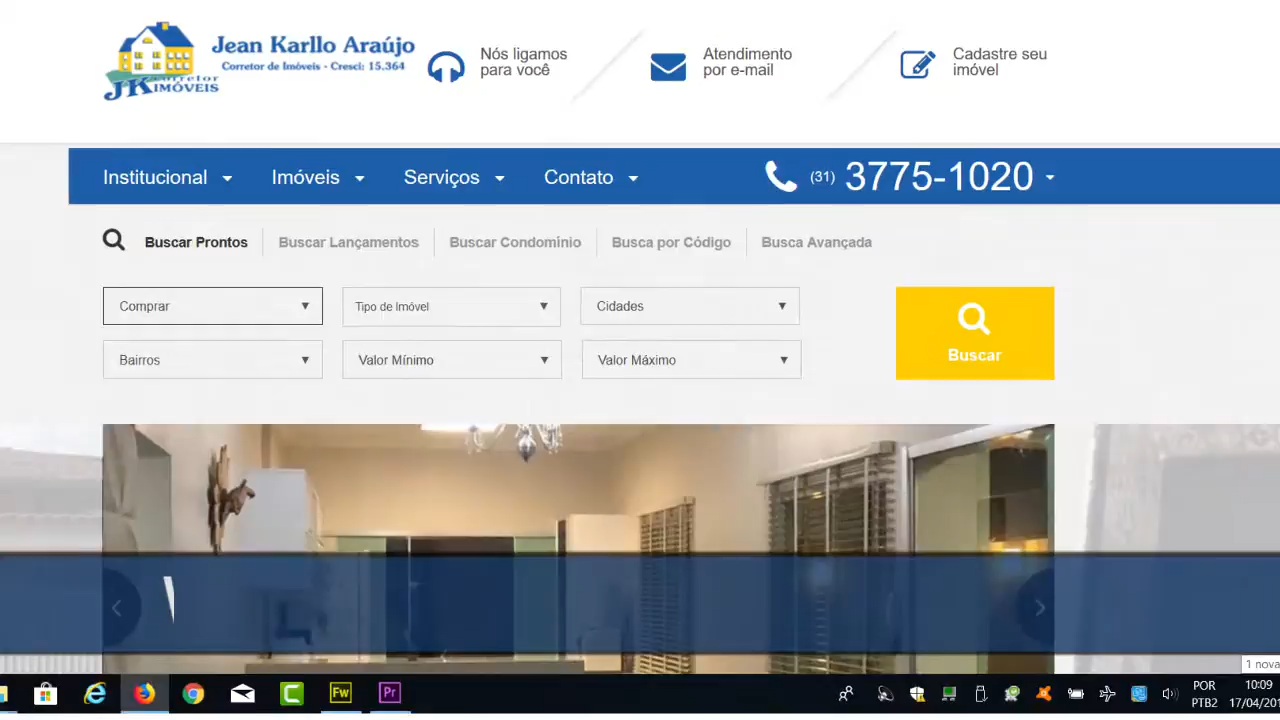 Jean Karllo Araújo
Corretor de Imóveis - Cresci: 15.364
corretor
JK IMÓVEIS
Nós ligamos
para você
Atendimento
por e-mail
Cadastre seu
imóvel
Institucional
Imóveis
Serviços
Contato
(31) 3775-1020
Buscar Prontos
Buscar Lançamentos
Buscar Condomínio
Busca por Código
Busca Avançada
Comprar
Tipo de Imóvel
Cidades
Bairros
Valor Mínimo
Valor Máximo
Buscar
1 nova
Fw
Pr
POR
PTB2
10:09
17/04/201